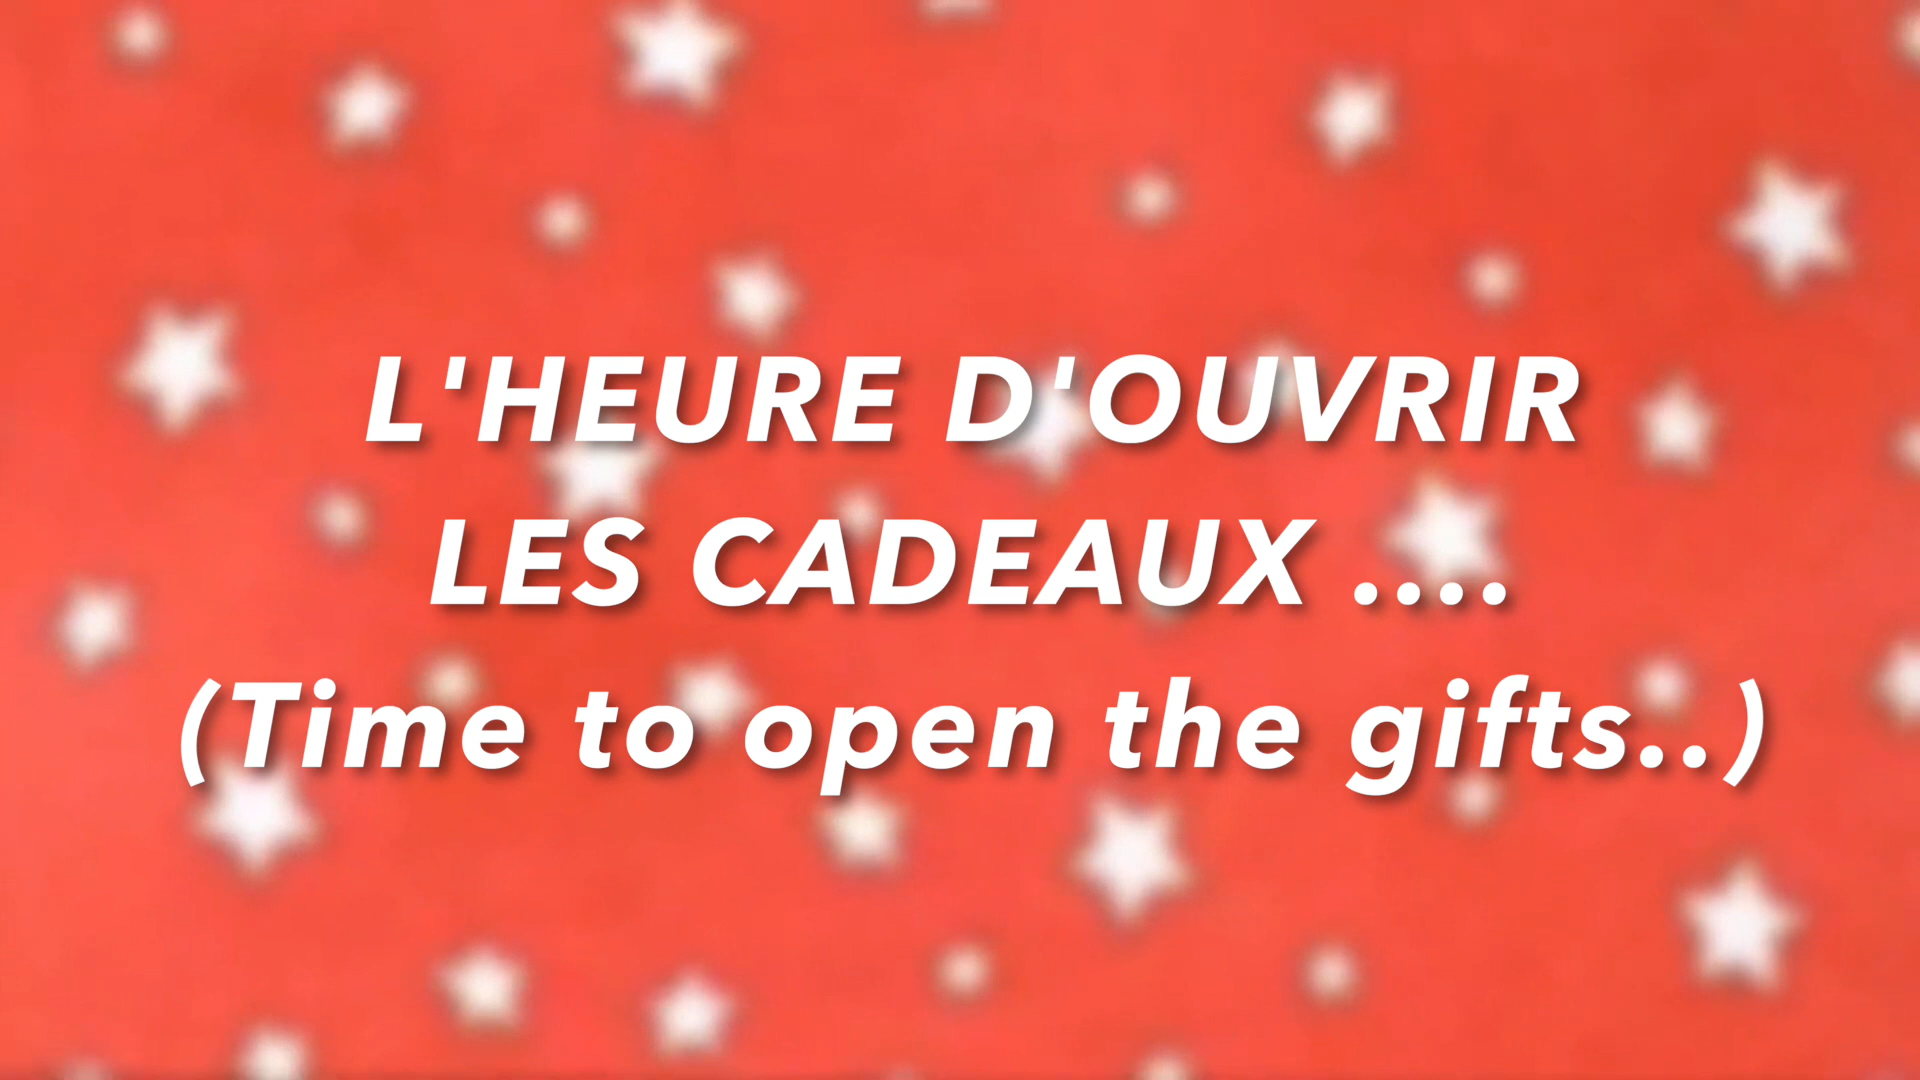 L'HEURE D'OUVRIR
LES CADEAUX ....
(Time to open the gifts..)